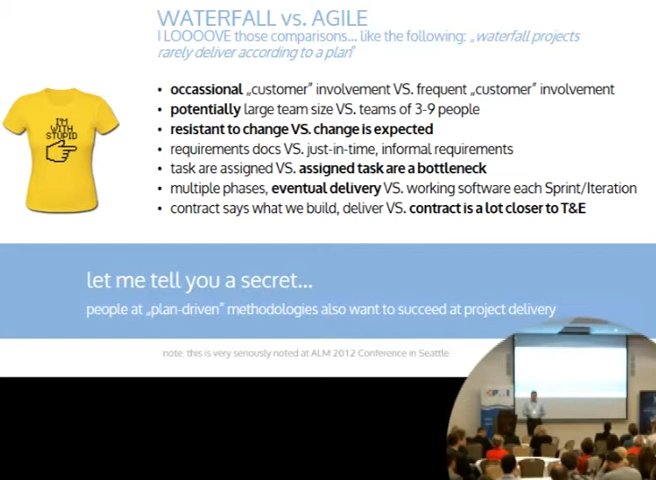 WATERFALL vs. AGILE
I LOOOOVE those comparisons... like the following: „waterfall projects
rarely deliver according to a plan"
I'M
WITH
STUPID
• occassional „customer" involvement VS. frequent „customer" involvement
• potentially large team size VS. teams of 3-9 people
• resistant to change VS. change is expected
• requirements docs VS. just-in-time, informal requirements
• task are assigned VS. assigned task are a bottleneck
• multiple phases, eventual delivery VS. working software each Sprint/Iteration
• contract says what we build, deliver VS. contract is a lot closer to T&E
let me tell you a secret...
people at „plan-driven" methodologies also want to succeed at project delivery
note: this is very seriously noted at ALM 2012 Conference in Seattle